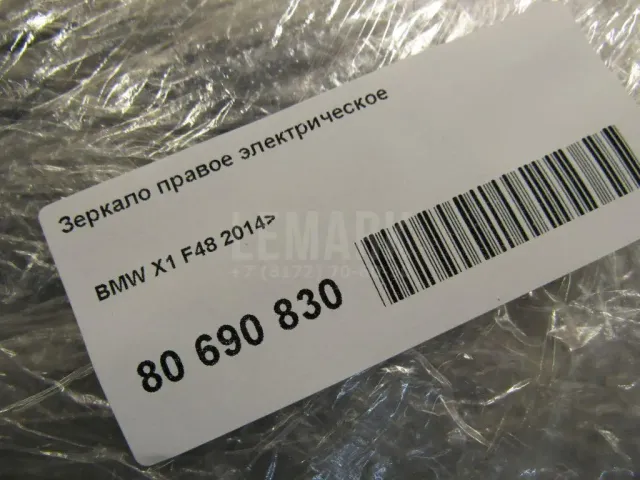 Зеркало правое электрическое
BMW X1 F48 2014>
80 690 830